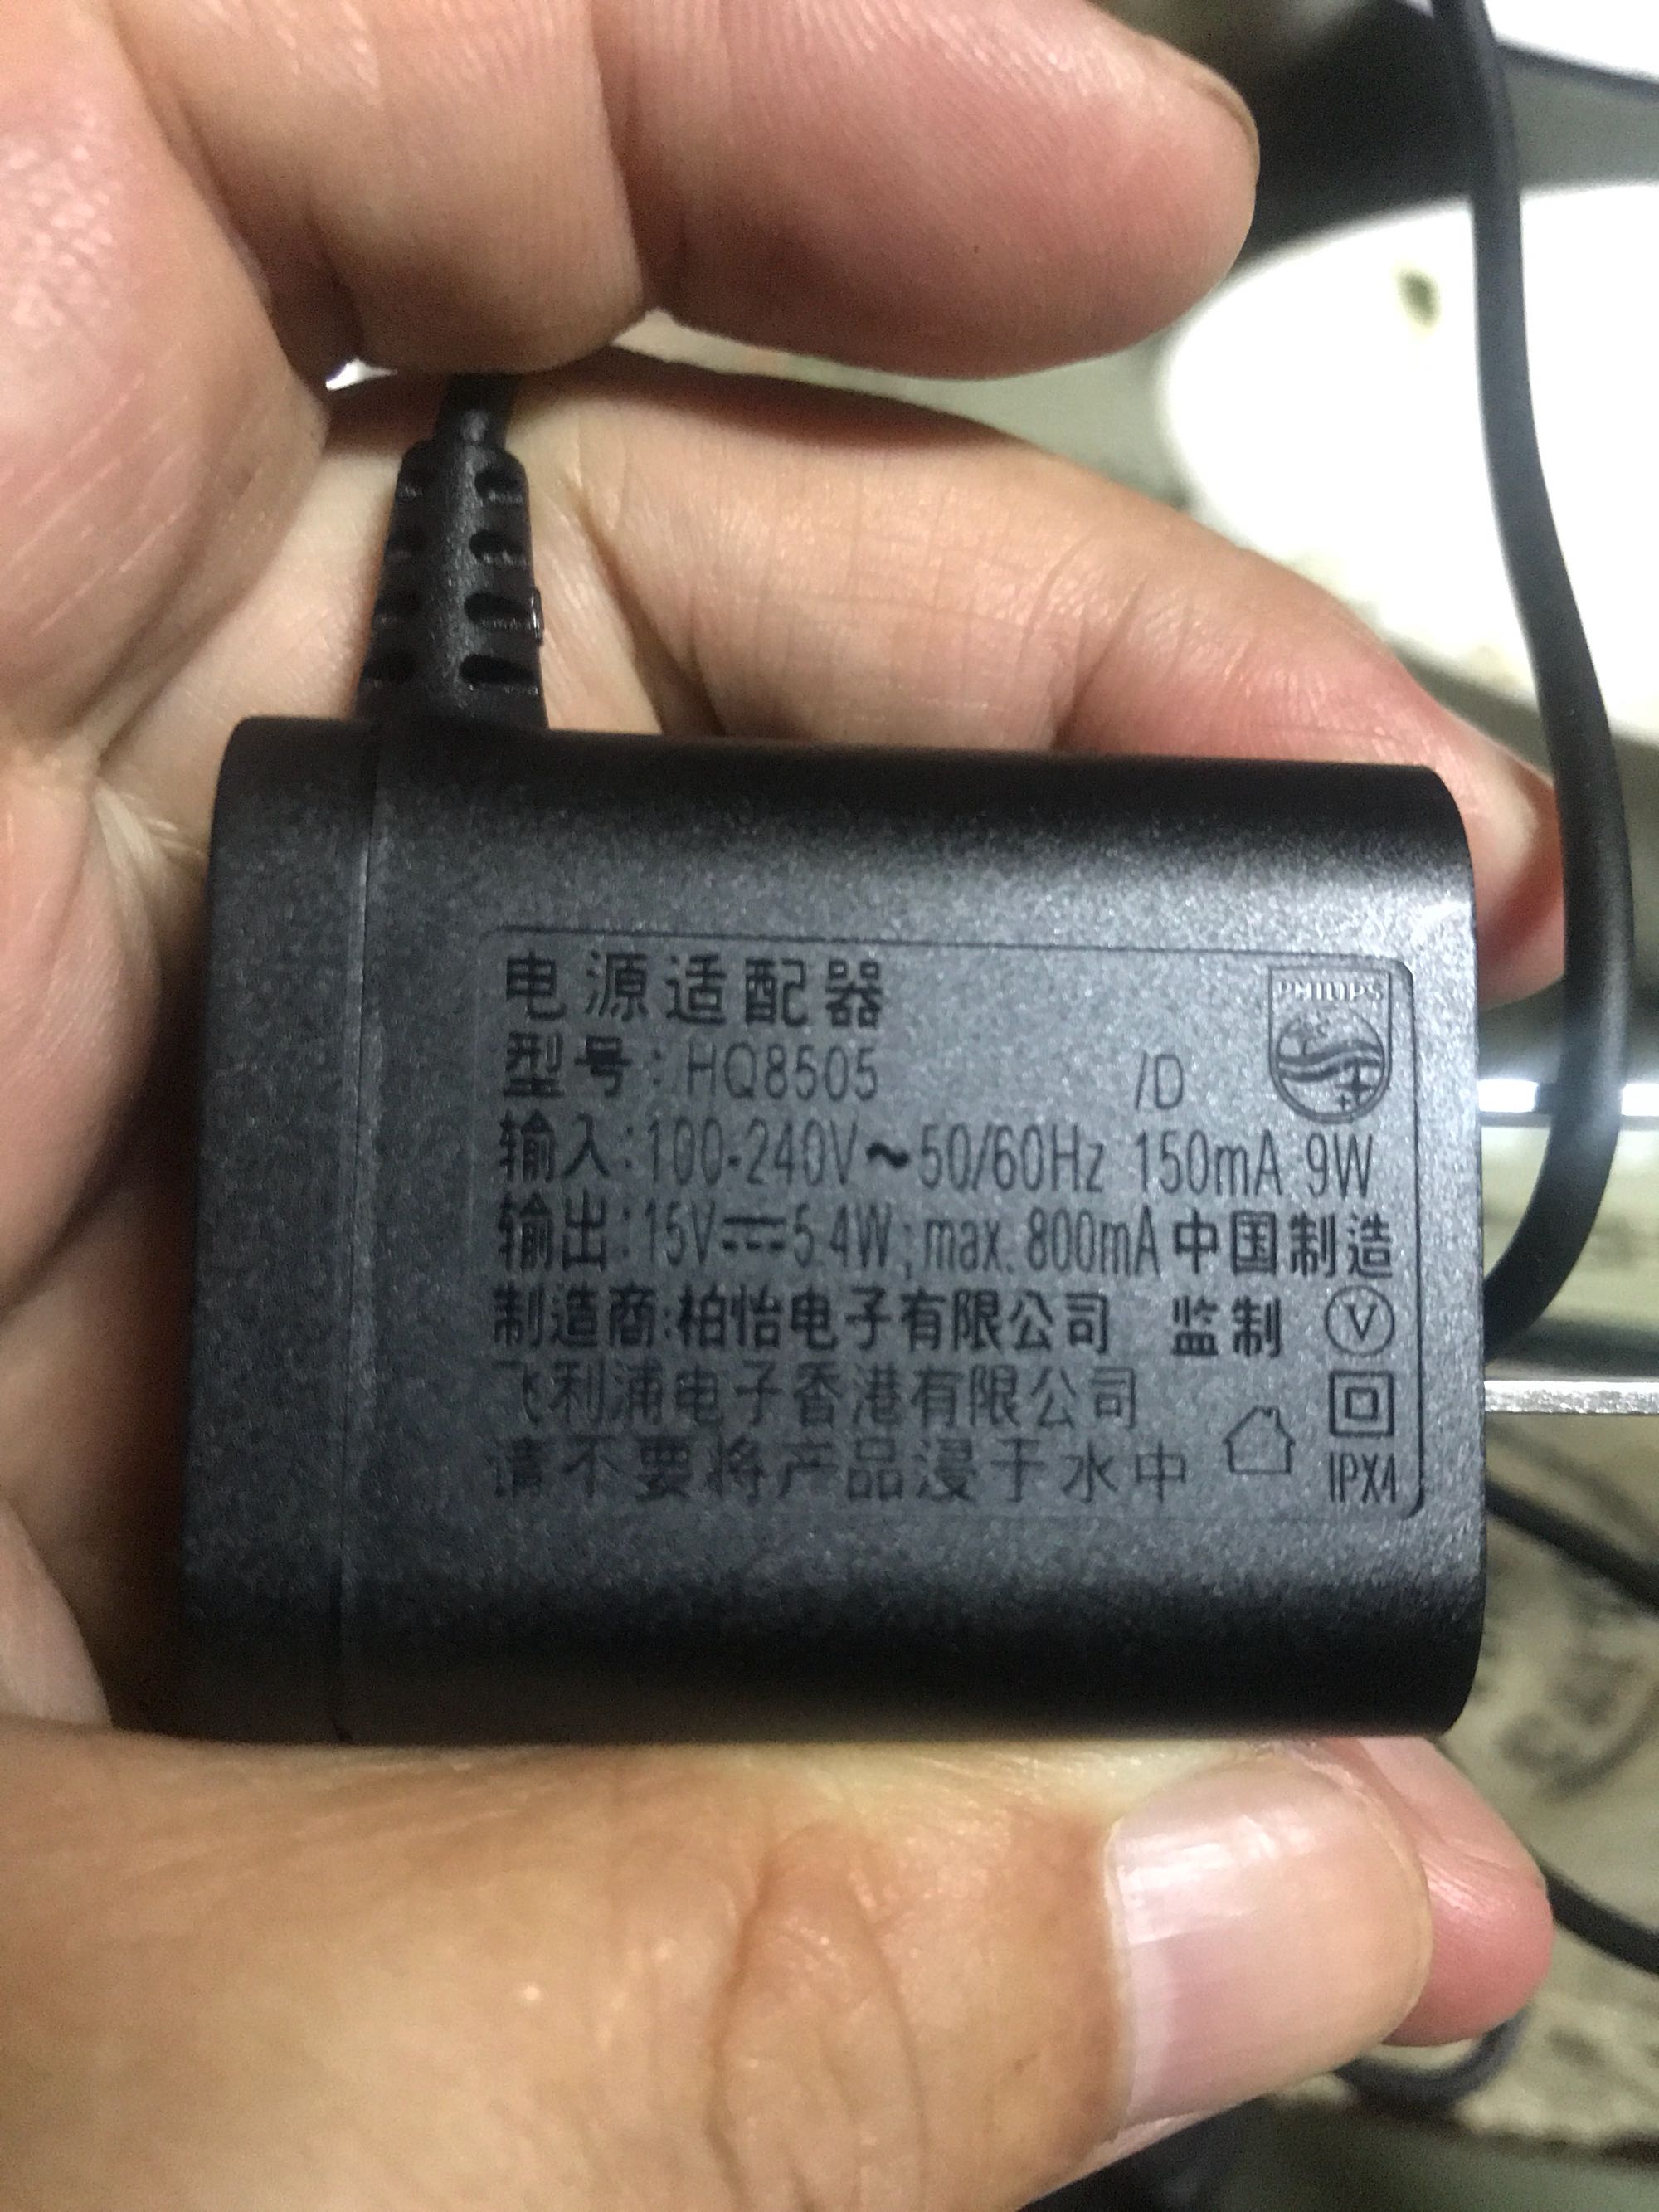 电源适配器
PHILIPS
型号: HQ8505 /D
输入:100-240V~50/60Hz 150mA 9W
输出:15V⎓5.4W; max. 800mA 中国制造
制造商:柏怡电子有限公司 监制 V
飞利浦电子香港有限公司
请不要将产品浸于水中 IPX4